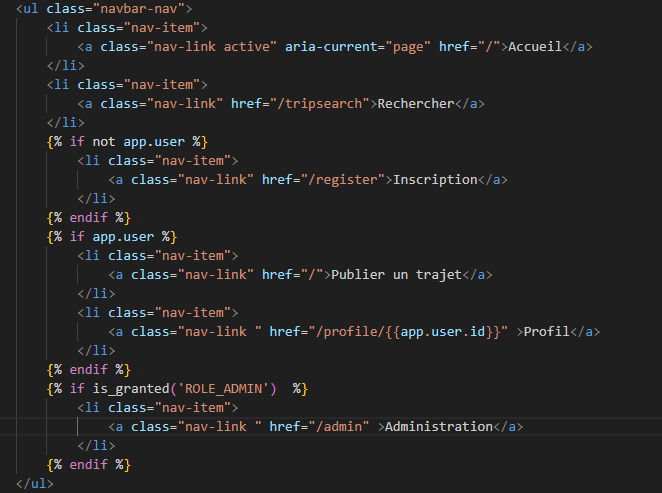 <ul class="navbar-nav">
    <li class="nav-item">
        <a class="nav-link active" aria-current="page" href="/">Accueil</a>
    </li>
    <li class="nav-item">
        <a class="nav-link" href="/tripsearch">Rechercher</a>
    </li>
    {% if not app.user %}
        <li class="nav-item">
            <a class="nav-link" href="/register">Inscription</a>
        </li>
    {% endif %}
    {% if app.user %}
        <li class="nav-item">
            <a class="nav-link" href="/">Publier un trajet</a>
        </li>
        <li class="nav-item">
            <a class="nav-link " href="/profile/{{app.user.id}}" >Profil</a>
        </li>
    {% endif %}
    {% if is_granted('ROLE_ADMIN')  %}
        <li class="nav-item">
            <a class="nav-link " href="/admin" >Administration</a>
        </li>
    {% endif %}
</ul>